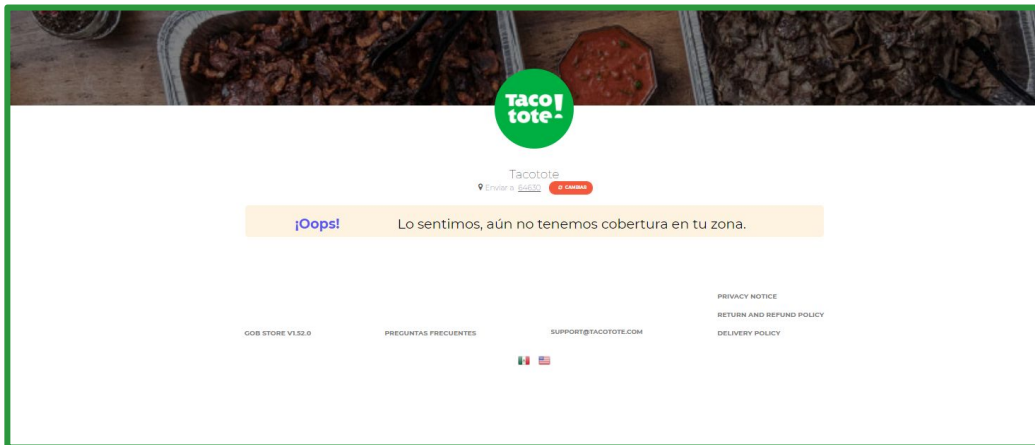 Taco
tote!
Tacotote
Enviar a 64630 CAMBIAR
¡Oops! Lo sentimos, aún no tenemos cobertura en tu zona.
PRIVACY NOTICE
RETURN AND REFUND POLICY
GOB STORE V1.52.0 PREGUNTAS FRECUENTES SUPPORT@TACOTOTE.COM DELIVERY POLICY